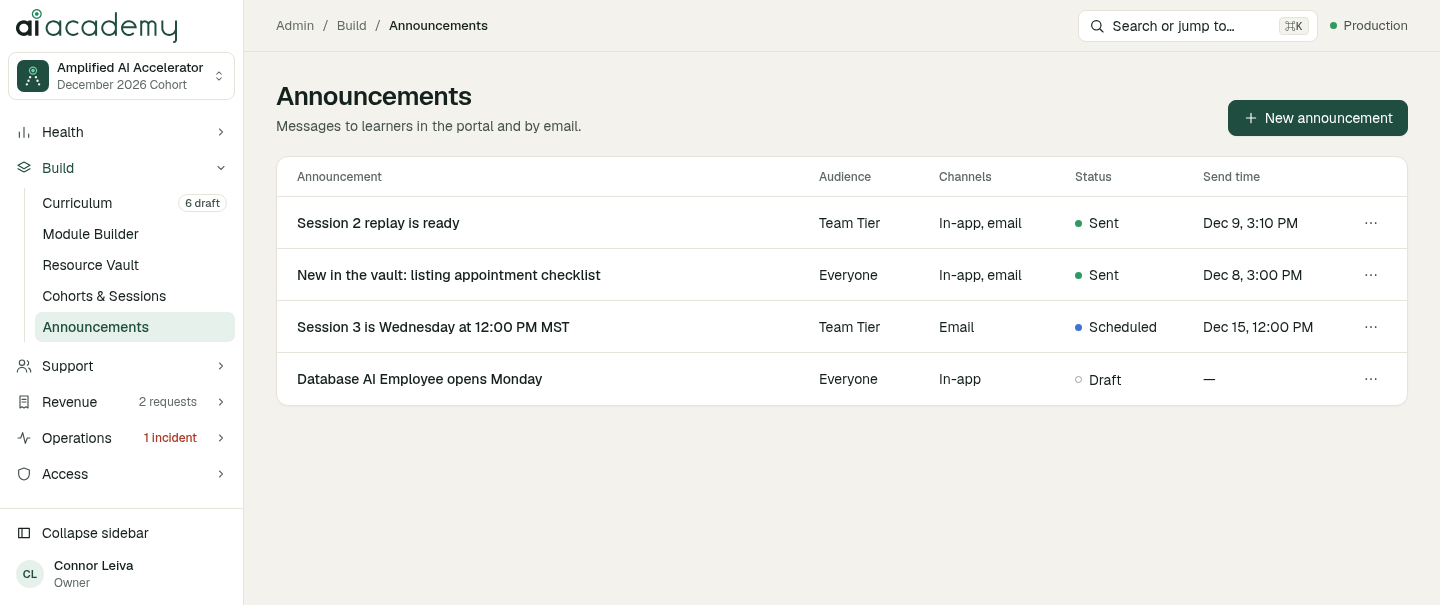 ai academy
Amplified AI Accelerator
December 2026 Cohort
Health
Build
Curriculum 6 draft
Module Builder
Resource Vault
Cohorts & Sessions
Announcements
Support
Revenue 2 requests
Operations 1 incident
Access
Collapse sidebar
CL Connor Leiva
Owner
Admin / Build / Announcements
Search or jump to... ⌘K Production
Announcements
Messages to learners in the portal and by email.
+ New announcement
Announcement Audience Channels Status Send time
Session 2 replay is ready Team Tier In-app, email Sent Dec 9, 3:10 PM ...
New in the vault: listing appointment checklist Everyone In-app, email Sent Dec 8, 3:00 PM ...
Session 3 is Wednesday at 12:00 PM MST Team Tier Email Scheduled Dec 15, 12:00 PM ...
Database AI Employee opens Monday Everyone In-app Draft — ...